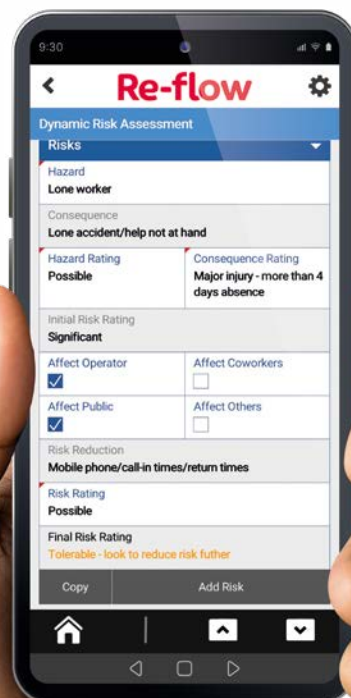 9:30
Re-flow
Dynamic Risk Assessment
Risks
Hazard
Lone worker
Consequence
Lone accident/help not at hand
Hazard Rating Consequence Rating
Possible Major injury - more than 4
days absence
Initial Risk Rating
Significant
Affect Operator Affect Coworkers
Affect Public Affect Others
Risk Reduction
Mobile phone/call-in times/return times
Risk Rating
Possible
Final Risk Rating
Tolerable - look to reduce risk futher
Copy Add Risk